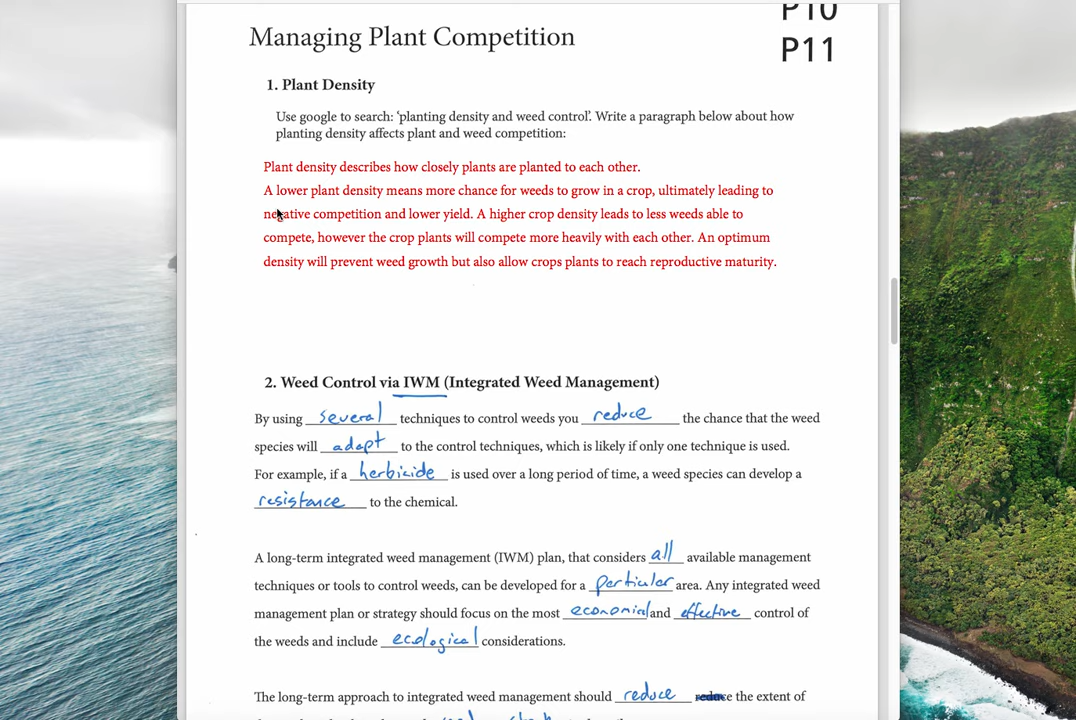 P10
Managing Plant Competition
P11
1. Plant Density
Use google to search: ‘planting density and weed control’. Write a paragraph below about how
planting density affects plant and weed competition:
Plant density describes how closely plants are planted to each other.
A lower plant density means more chance for weeds to grow in a crop, ultimately leading to
negative competition and lower yield. A higher crop density leads to less weeds able to
compete, however the crop plants will compete more heavily with each other. An optimum
density will prevent weed growth but also allow crops plants to reach reproductive maturity.
2. Weed Control via IWM (Integrated Weed Management)
By using several techniques to control weeds you reduce the chance that the weed
species will adapt to the control techniques, which is likely if only one technique is used.
For example, if a herbicide is used over a long period of time, a weed species can develop a
resistance to the chemical.
A long-term integrated weed management (IWM) plan, that considers all available management
techniques or tools to control weeds, can be developed for a particular area. Any integrated weed
management plan or strategy should focus on the most economical and effective control of
the weeds and include ecological considerations.
The long-term approach to integrated weed management should reduce the extent of